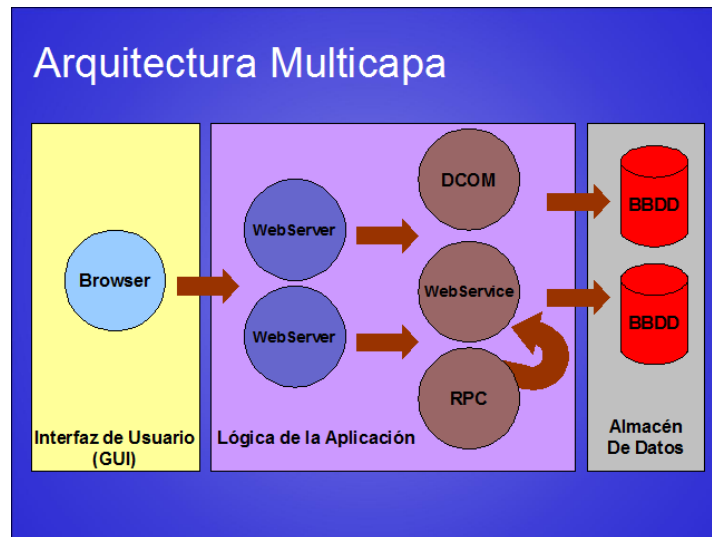 Arquitectura Multicapa
Browser
Interfaz de Usuario
(GUI)
WebServer
WebServer
DCOM
WebService
RPC
Lógica de la Aplicación
BBDD
BBDD
Almacén
De Datos